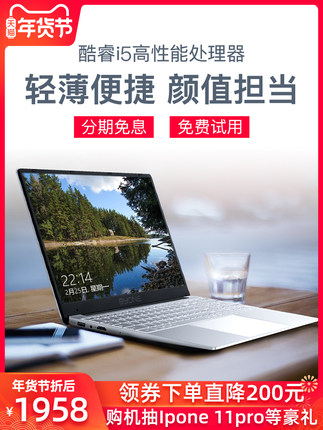 天猫 年货节
酷睿i5高性能处理器
轻薄便捷 颜值担当
分期免息 免费试用
22:14
2月25日, 星期一
年货节折后
¥1958
领券下单直降200元
购机抽Ipone 11pro等豪礼